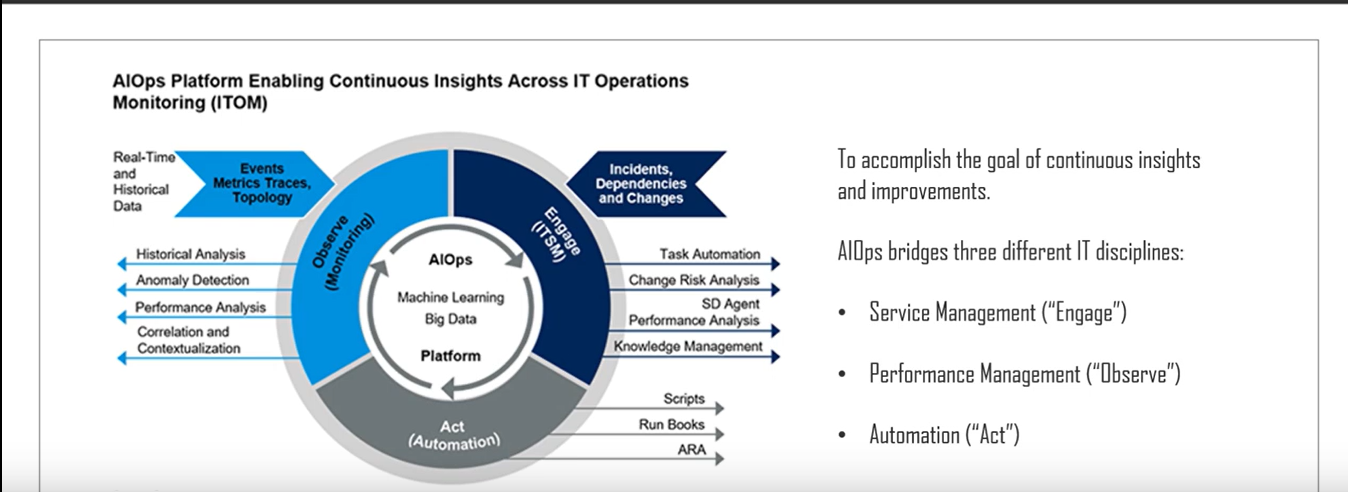 AIOps Platform Enabling Continuous Insights Across IT Operations
Monitoring (ITOM)
Real-Time
and
Historical
Data
Events
Metrics Traces,
Topology
Incidents,
Dependencies
and Changes
Observe
(Monitoring)
Engage
(ITSM)
Historical Analysis
Anomaly Detection
Performance Analysis
Correlation and
Contextualization
AIOps
Machine Learning
Big Data
Platform
Task Automation
Change Risk Analysis
SD Agent
Performance Analysis
Knowledge Management
Act
(Automation)
Scripts
Run Books
ARA
To accomplish the goal of continuous insights
and improvements.
AIOps bridges three different IT disciplines:
• Service Management (“Engage”)
• Performance Management (“Observe”)
• Automation (“Act”)